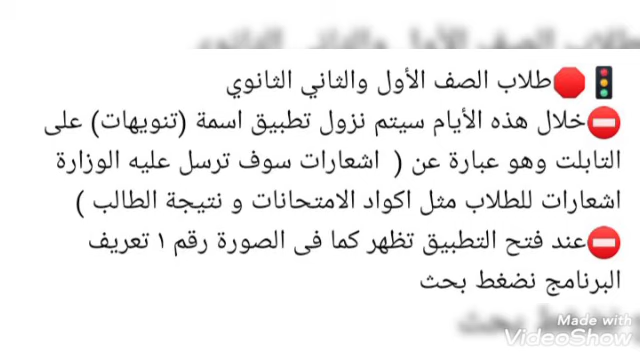 🚦🛑طلاب الصف الأول والثاني الثانوي
⛔خلال هذه الأيام سيتم نزول تطبيق اسمة (تنويهات) على
التابلت وهو عبارة عن ( اشعارات سوف ترسل عليه الوزارة
اشعارات للطلاب مثل اكواد الامتحانات و نتيجة الطالب )
⛔عند فتح التطبيق تظهر كما فى الصورة رقم ١ تعريف
البرنامج نضغط بحث
Made with
VideoShow